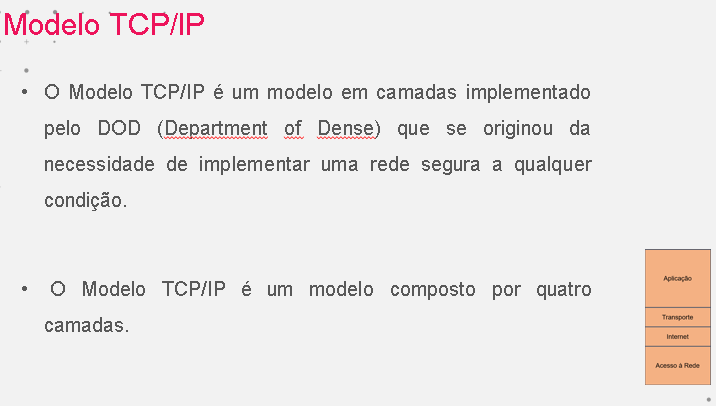 Modelo TCP/IP
• O Modelo TCP/IP é um modelo em camadas implementado
pelo DOD (Department of Dense) que se originou da
necessidade de implementar uma rede segura a qualquer
condição.
• O Modelo TCP/IP é um modelo composto por quatro
camadas.
Aplicação
Transporte
Internet
Acesso à Rede